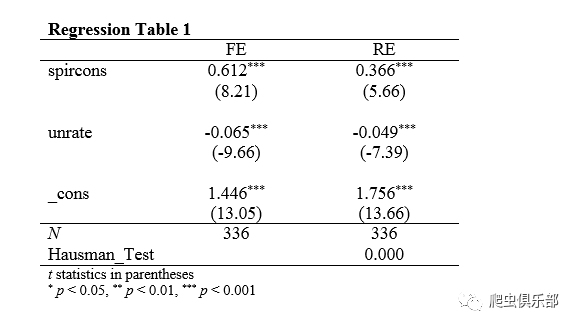 Regression Table 1
FE RE
spircons 0.612*** 0.366***
(8.21) (5.66)
unrate -0.065*** -0.049***
(-9.66) (-7.39)
_cons 1.446*** 1.756***
(13.05) (13.66)
N 336 336
Hausman_Test 0.000
t statistics in parentheses
* p < 0.05, ** p < 0.01, *** p < 0.001
爬虫俱乐部